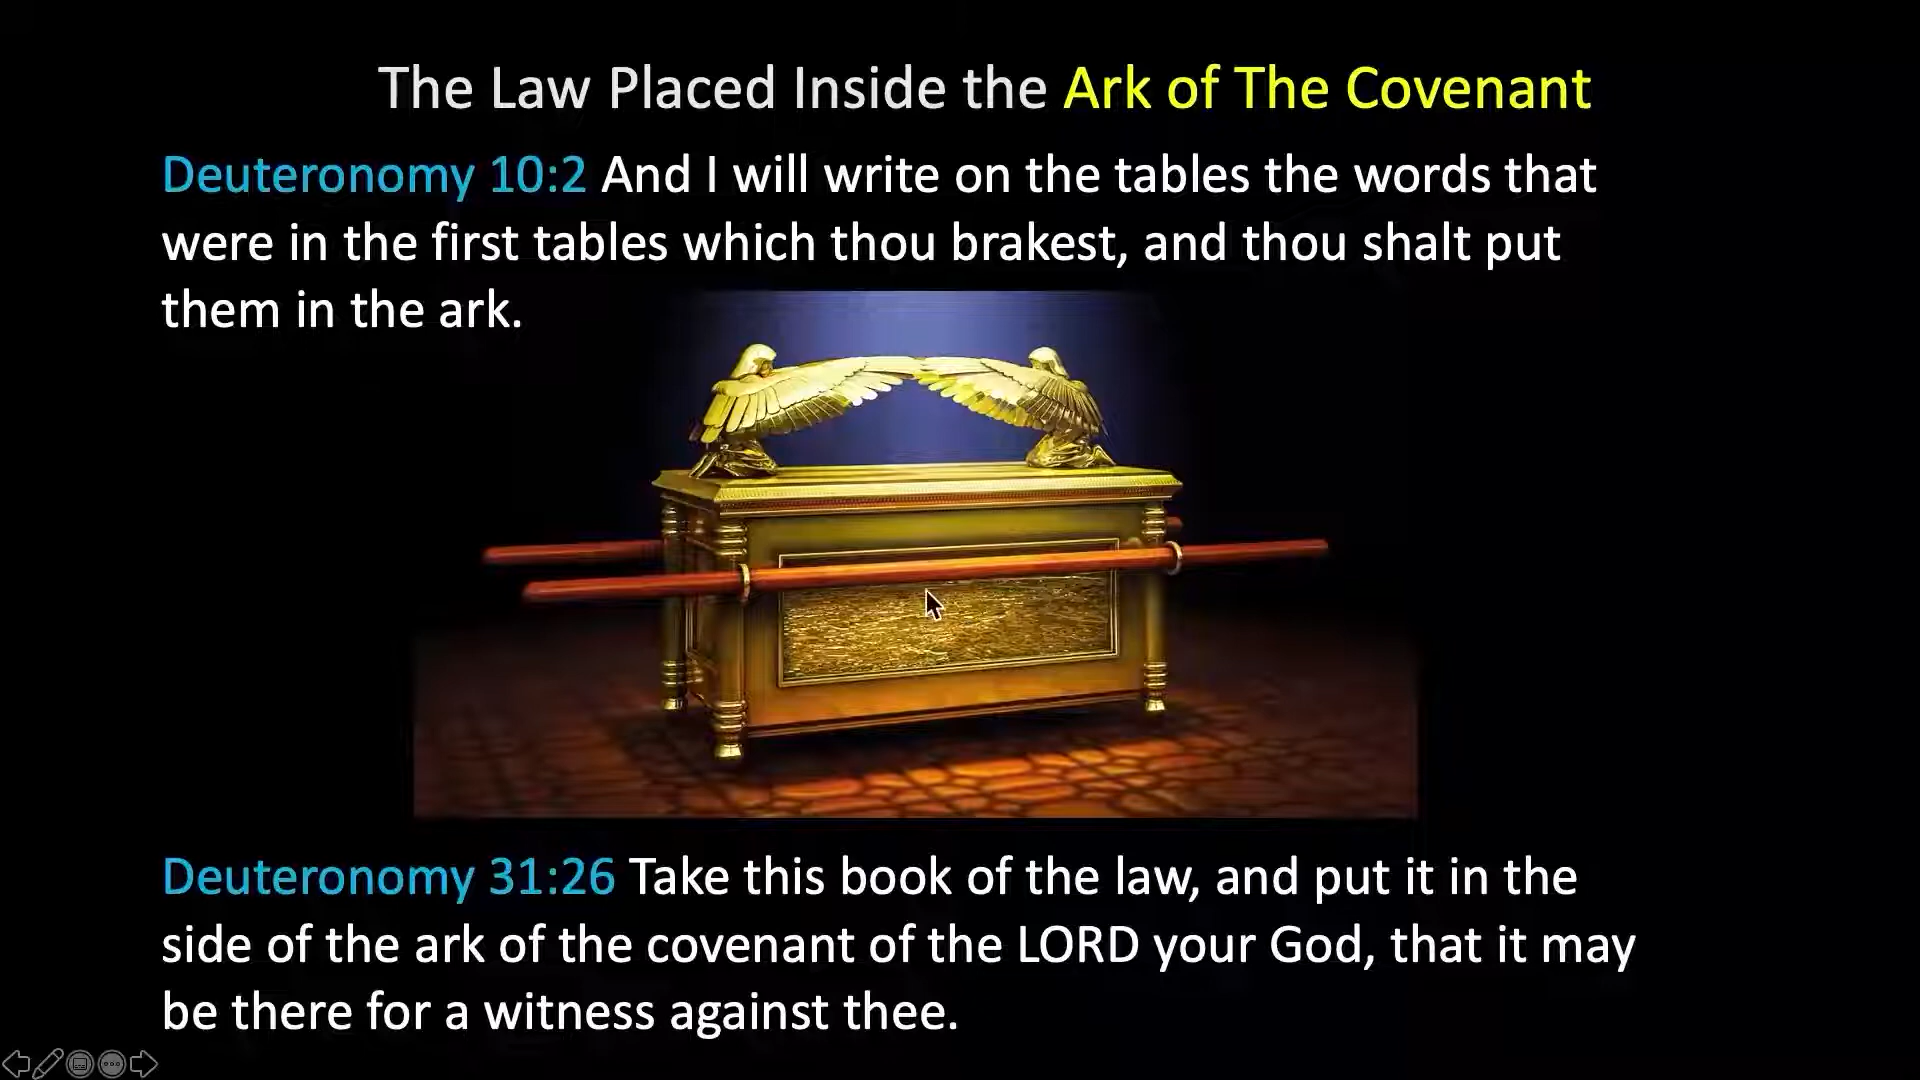 The Law Placed Inside the Ark of The Covenant
Deuteronomy 10:2 And I will write on the tables the words that
were in the first tables which thou brakest, and thou shalt put
them in the ark.
Deuteronomy 31:26 Take this book of the law, and put it in the
side of the ark of the covenant of the LORD your God, that it may
be there for a witness against thee.